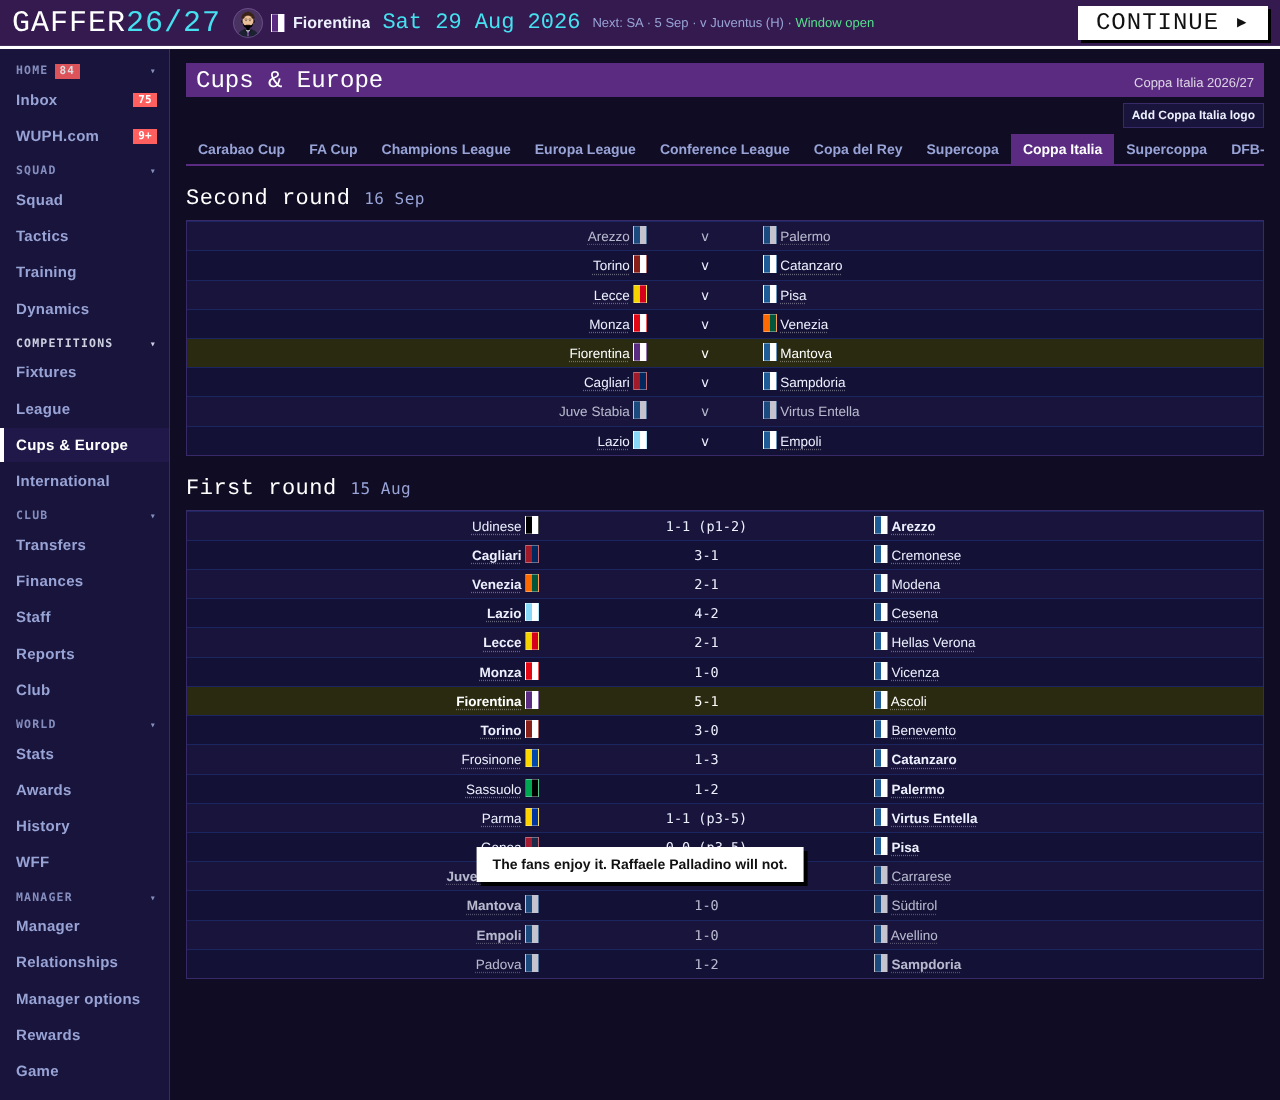 GAFFER26/27 Fiorentina Sat 29 Aug 2026 Next: SA · 5 Sep · v Juventus (H) · Window open CONTINUE ►
HOME 84 ▾
Inbox 75
WUPH.com 9+
SQUAD ▾
Squad
Tactics
Training
Dynamics
COMPETITIONS ▾
Fixtures
League
Cups & Europe
International
CLUB ▾
Transfers
Finances
Staff
Reports
Club
WORLD ▾
Stats
Awards
History
WFF
MANAGER ▾
Manager
Relationships
Manager options
Rewards
Game
Cups & Europe Coppa Italia 2026/27
Add Coppa Italia logo
Carabao Cup FA Cup Champions League Europa League Conference League Copa del Rey Supercopa Coppa Italia Supercoppa DFB-
Second round 16 Sep
Arezzo v Palermo
Torino v Catanzaro
Lecce v Pisa
Monza v Venezia
Fiorentina v Mantova
Cagliari v Sampdoria
Juve Stabia v Virtus Entella
Lazio v Empoli
First round 15 Aug
Udinese 1-1 (p1-2) Arezzo
Cagliari 3-1 Cremonese
Venezia 2-1 Modena
Lazio 4-2 Cesena
Lecce 2-1 Hellas Verona
Monza 1-0 Vicenza
Fiorentina 5-1 Ascoli
Torino 3-0 Benevento
Frosinone 1-3 Catanzaro
Sassuolo 1-2 Palermo
Parma 1-1 (p3-5) Virtus Entella
Genoa 0-0 (p3-5) Pisa
The fans enjoy it. Raffaele Palladino will not.
Juve Carrarese
Mantova 1-0 Südtirol
Empoli 1-0 Avellino
Padova 1-2 Sampdoria